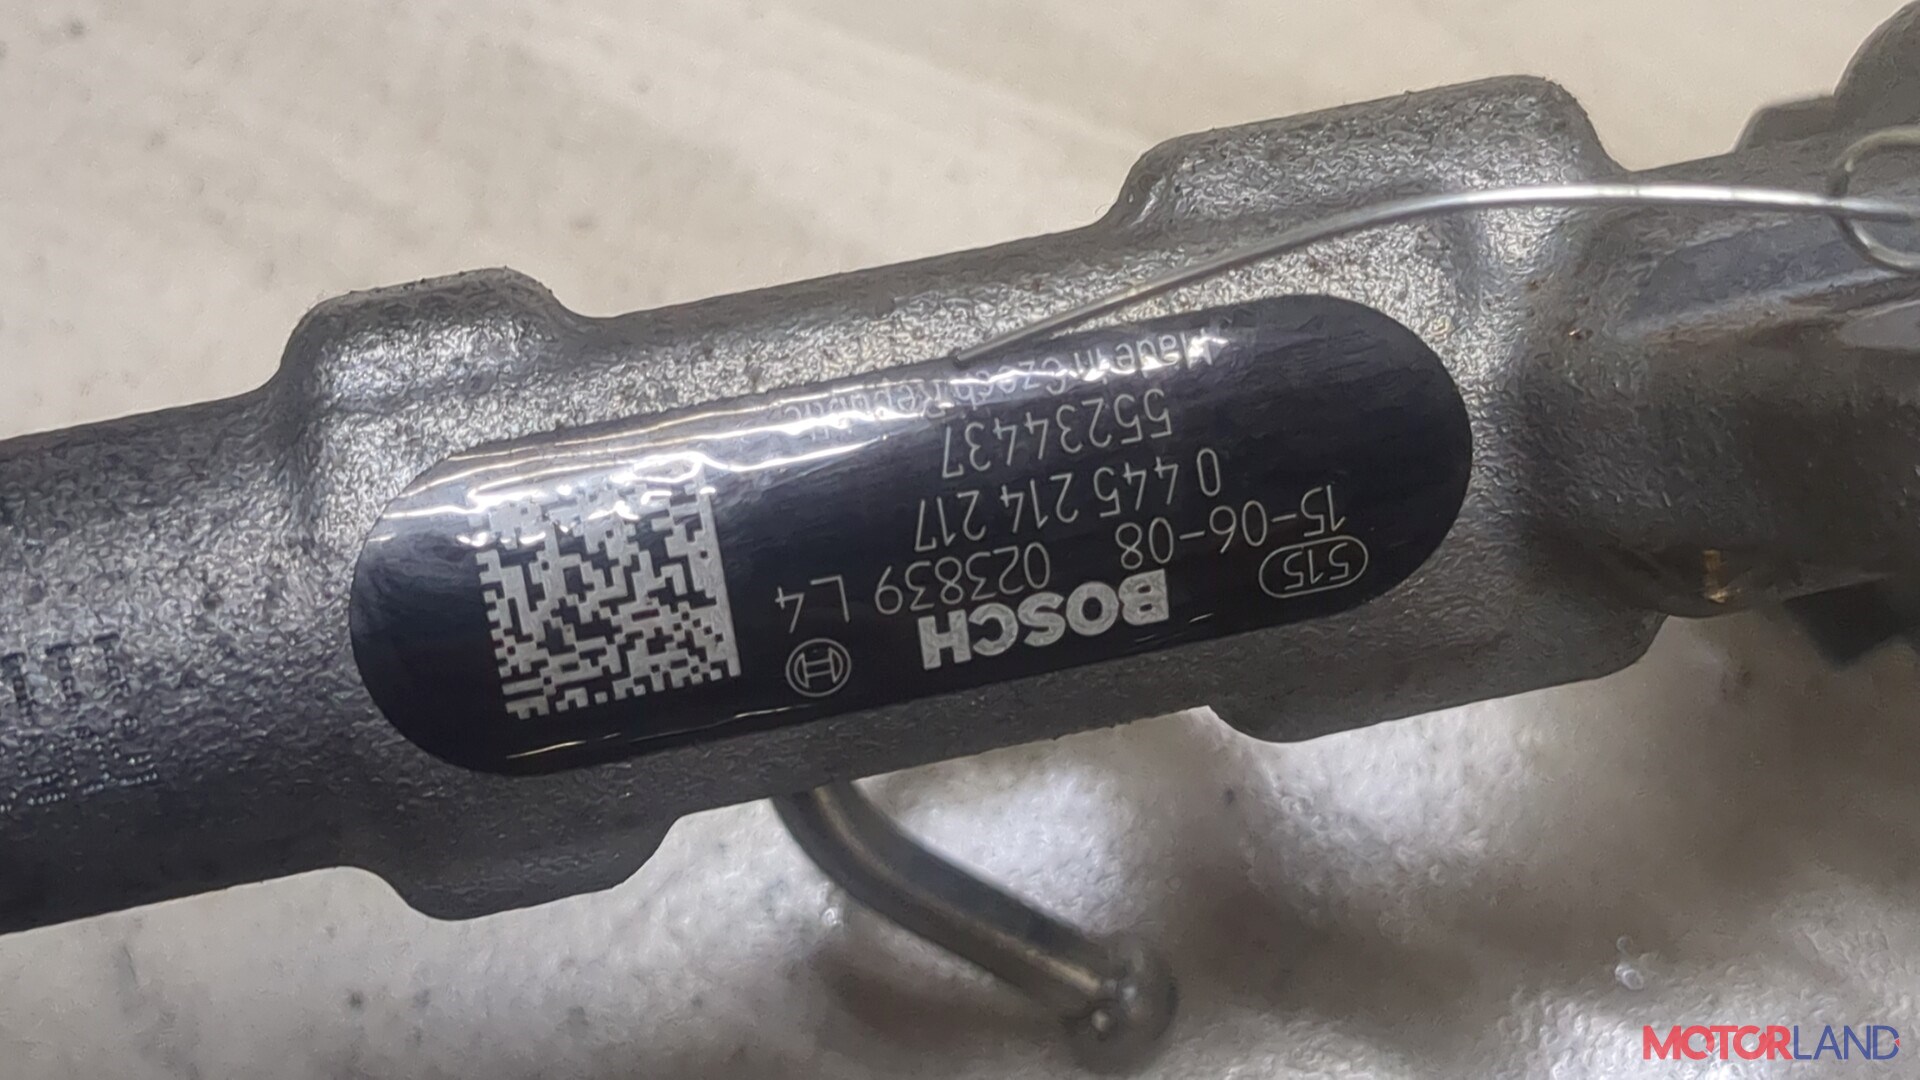 BOSCH
515
15-06-08 023839 L4
0 445 214 217
55234437
Made in Czech Republic
MOTORLAND